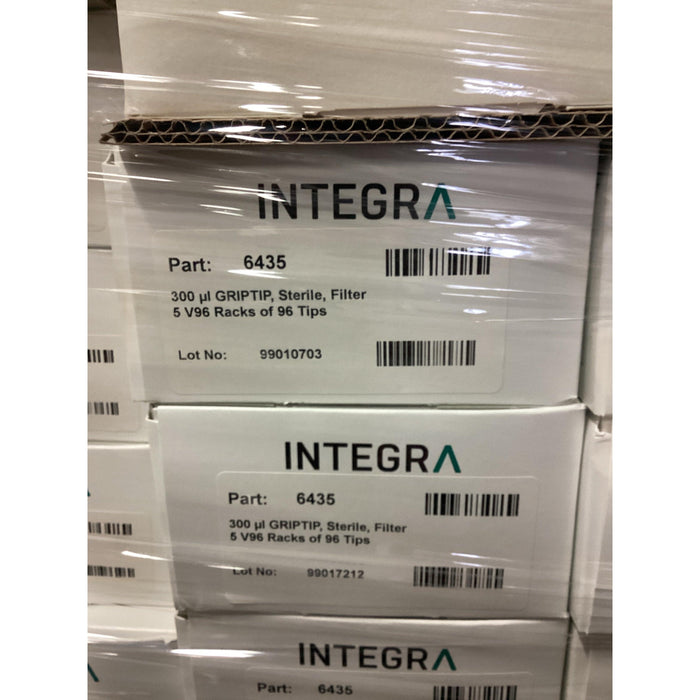 INTEGRA
Part: 6435
300 µl GRIPTIP, Sterile, Filter
5 V96 Racks of 96 Tips
Lot No: 99010703
INTEGRA
Part: 6435
300 µl GRIPTIP, Sterile, Filter
5 V96 Racks of 96 Tips
Lot No: 99017212
INTEGRA
Part: 6435